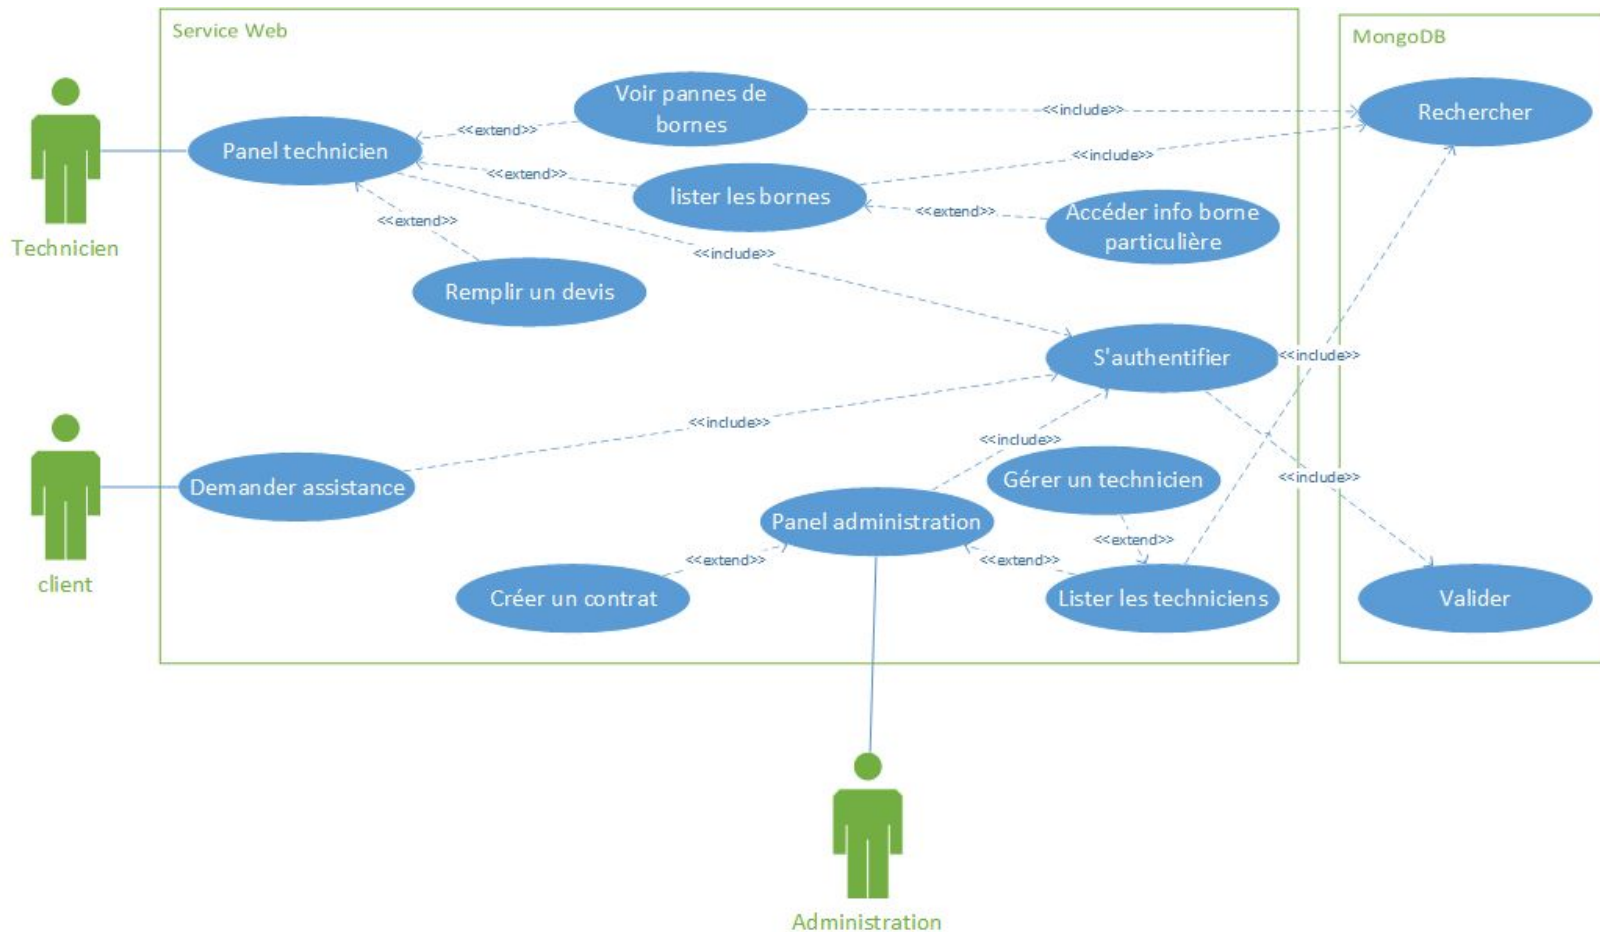 Service Web
MongoDB
Voir pannes de
bornes
<<include>>
Rechercher
<<extend>>
Panel technicien
<<include>>
<<extend>>
lister les bornes
<<extend>>
Accéder info borne
particulière
<<extend>>
Technicien
<<include>>
Remplir un devis
S'authentifier
<<include>>
<<include>>
<<include>>
Gérer un technicien
<<include>>
Demander assistance
Panel administration
<<extend>>
<<extend>>
<<extend>>
client
Créer un contrat
Lister les techniciens
Valider
Administration